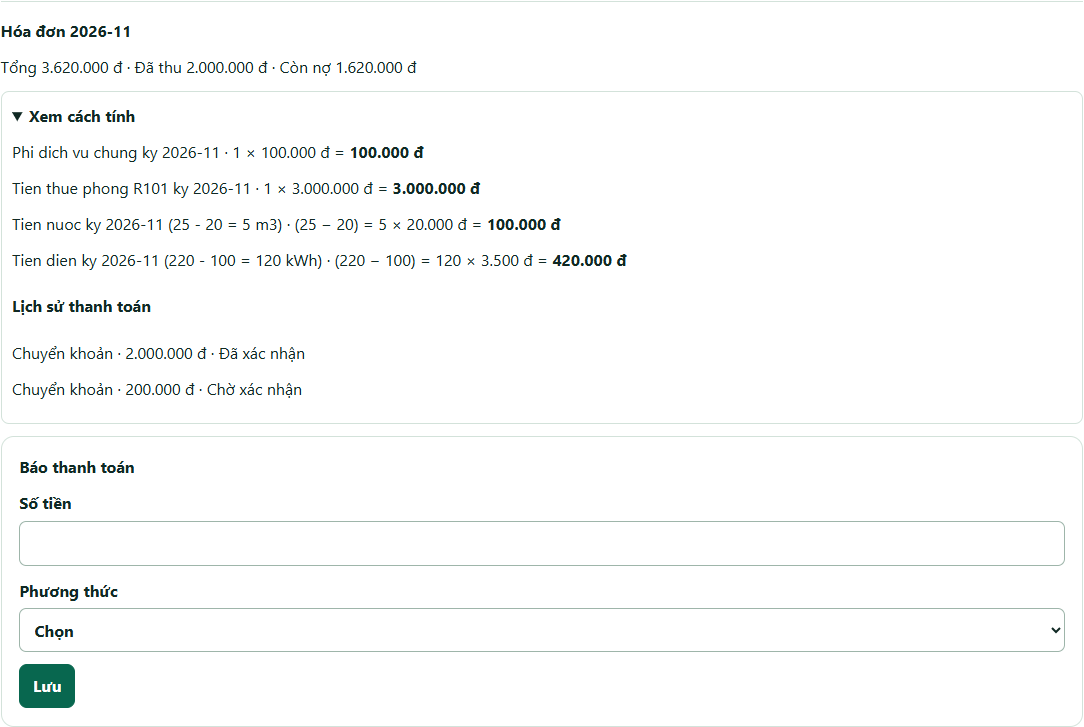 Hóa đơn 2026-11
Tổng 3.620.000 đ · Đã thu 2.000.000 đ · Còn nợ 1.620.000 đ
▼ Xem cách tính
Phi dich vu chung ky 2026-11 · 1 × 100.000 đ = 100.000 đ
Tien thue phong R101 ky 2026-11 · 1 × 3.000.000 đ = 3.000.000 đ
Tien nuoc ky 2026-11 (25 - 20 = 5 m3) · (25 − 20) = 5 × 20.000 đ = 100.000 đ
Tien dien ky 2026-11 (220 - 100 = 120 kWh) · (220 − 100) = 120 × 3.500 đ = 420.000 đ
Lịch sử thanh toán
Chuyển khoản · 2.000.000 đ · Đã xác nhận
Chuyển khoản · 200.000 đ · Chờ xác nhận
Báo thanh toán
Số tiền
Phương thức
Chọn
Lưu